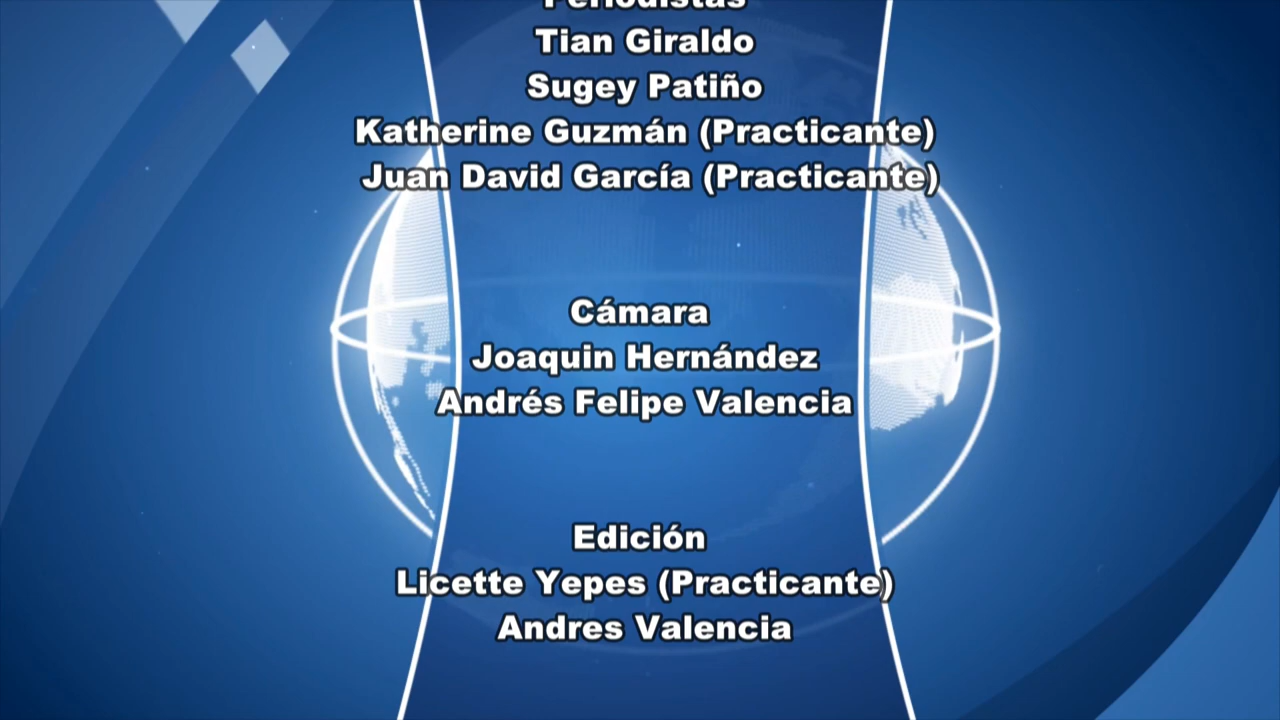 Periodistas
Tian Giraldo
Sugey Patiño
Katherine Guzmán (Practicante)
Juan David García (Practicante)
Cámara
Joaquin Hernández
Andrés Felipe Valencia
Edición
Licette Yepes (Practicante)
Andres Valencia